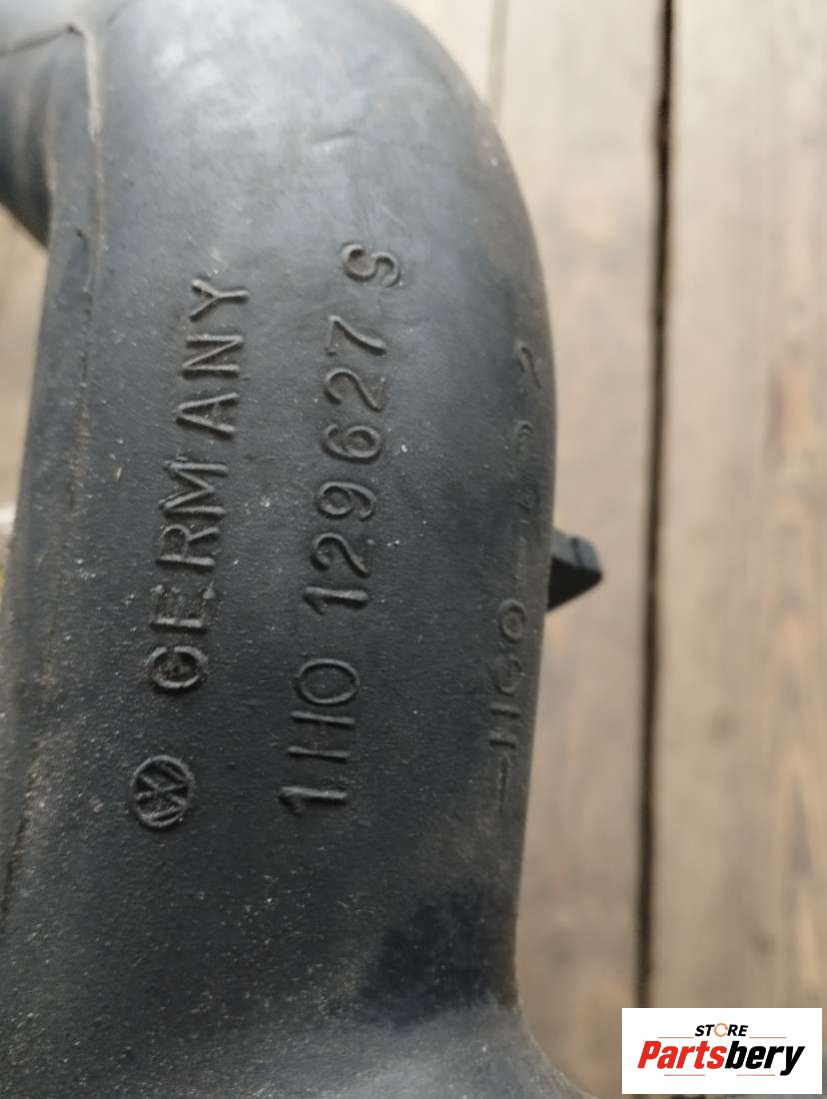 GERMANY
1H0 129627 S
STORE
Partsbery